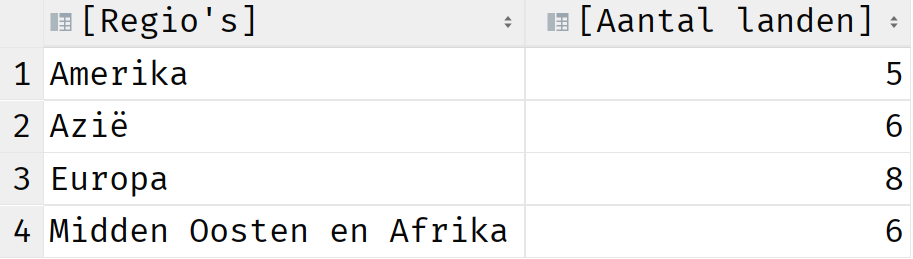 [Regio's] [Aantal landen]
1 Amerika 5
2 Azië 6
3 Europa 8
4 Midden Oosten en Afrika 6